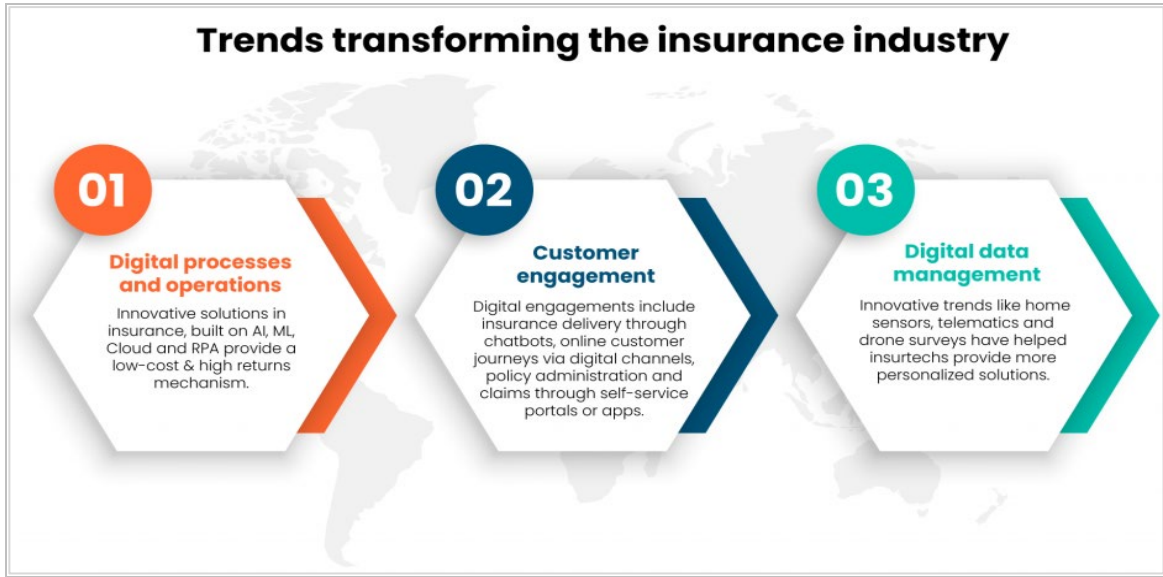 Trends transforming the insurance industry
01
Digital processes
and operations
Innovative solutions in
insurance, built on AI, ML,
Cloud and RPA provide a
low-cost & high returns
mechanism.
02
Customer
engagement
Digital engagements include
insurance delivery through
chatbots, online customer
journeys via digital channels,
policy administration and
claims through self-service
portals or apps.
03
Digital data
management
Innovative trends like home
sensors, telematics and
drone surveys have helped
insurtechs provide more
personalized solutions.